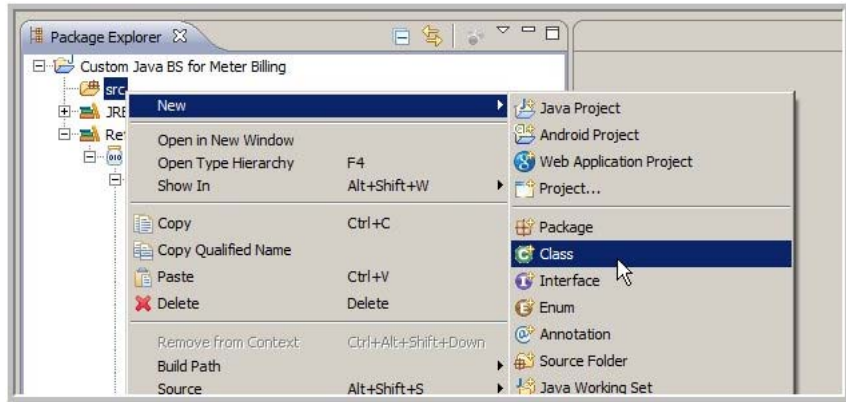 Package Explorer
Custom Java BS for Meter Billing
src
JRE
Re
010
New
Open in New Window
Open Type Hierarchy F4
Show In Alt+Shift+W
Copy Ctrl+C
Copy Qualified Name
Paste Ctrl+V
Delete Delete
Remove from Context Ctrl+Alt+Shift+Down
Build Path
Source Alt+Shift+S
Java Project
Android Project
Web Application Project
Project...
Package
Class
Interface
Enum
Annotation
Source Folder
Java Working Set